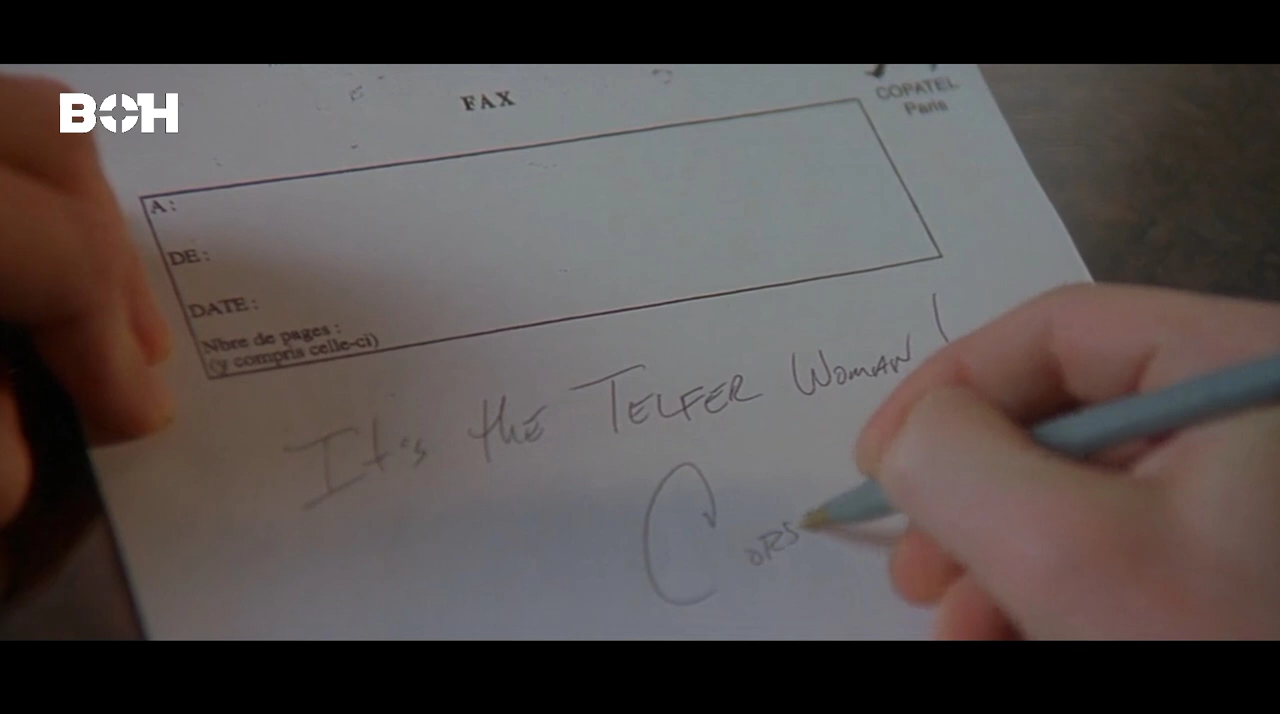 BOH
FAX
COPATEL
Paris
A :
DE :
DATE :
Nbre de pages :
(y compris celle-ci)
It's the TELFER WOMAN !
CORS